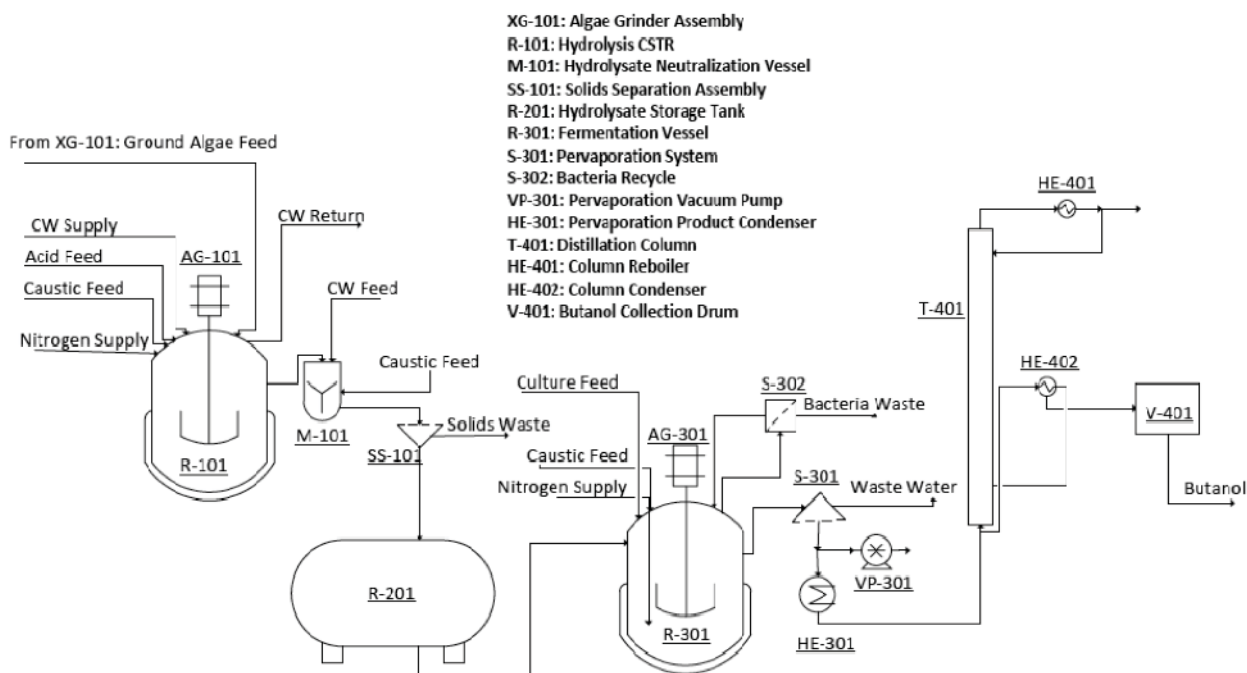 XG-101: Algae Grinder Assembly
R-101: Hydrolysis CSTR
M-101: Hydrolysate Neutralization Vessel
SS-101: Solids Separation Assembly
R-201: Hydrolysate Storage Tank
R-301: Fermentation Vessel
S-301: Pervaporation System
S-302: Bacteria Recycle
VP-301: Pervaporation Vacuum Pump
HE-301: Pervaporation Product Condenser
T-401: Distillation Column
HE-401: Column Reboiler
HE-402: Column Condenser
V-401: Butanol Collection Drum
From XG-101: Ground Algae Feed
CW Supply
CW Return
Acid Feed
AG-101
Caustic Feed
CW Feed
Nitrogen Supply
Caustic Feed
M-101
Solids Waste
SS-101
R-101
R-201
Culture Feed
S-302
Bacteria Waste
AG-301
Caustic Feed
Nitrogen Supply
S-301
Waste Water
VP-301
R-301
HE-301
HE-401
T-401
HE-402
V-401
Butanol